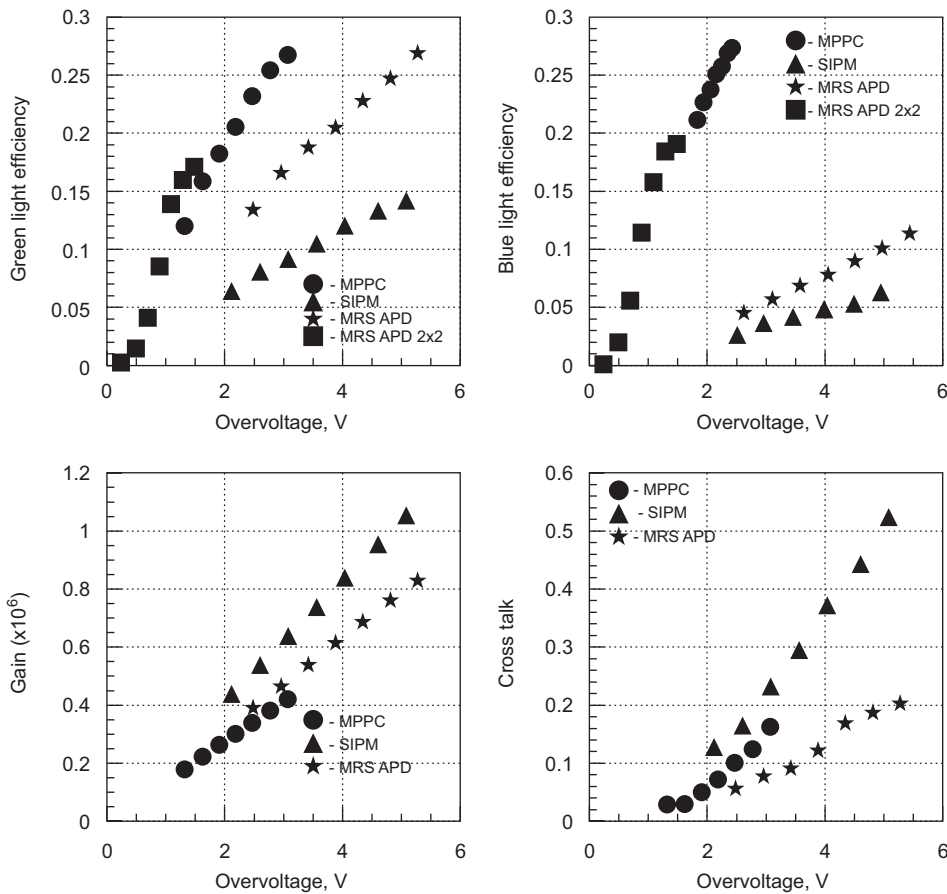 0.3
0.25
0.2
0.15
0.1
0.05
0
Green light efficiency
- MPPC
- SIPM
- MRS APD
- MRS APD 2x2
0 2 4 6
Overvoltage, V
0.3
0.25
0.2
0.15
0.1
0.05
0
Blue light efficiency
- MPPC
- SIPM
- MRS APD
- MRS APD 2x2
0 2 4 6
Overvoltage, V
1.2
1
0.8
0.6
0.4
0.2
0
Gain (x10⁶)
- MPPC
- SIPM
- MRS APD
0 2 4 6
Overvoltage, V
0.6
0.5
0.4
0.3
0.2
0.1
0
Cross talk
- MPPC
- SIPM
- MRS APD
0 2 4 6
Overvoltage, V